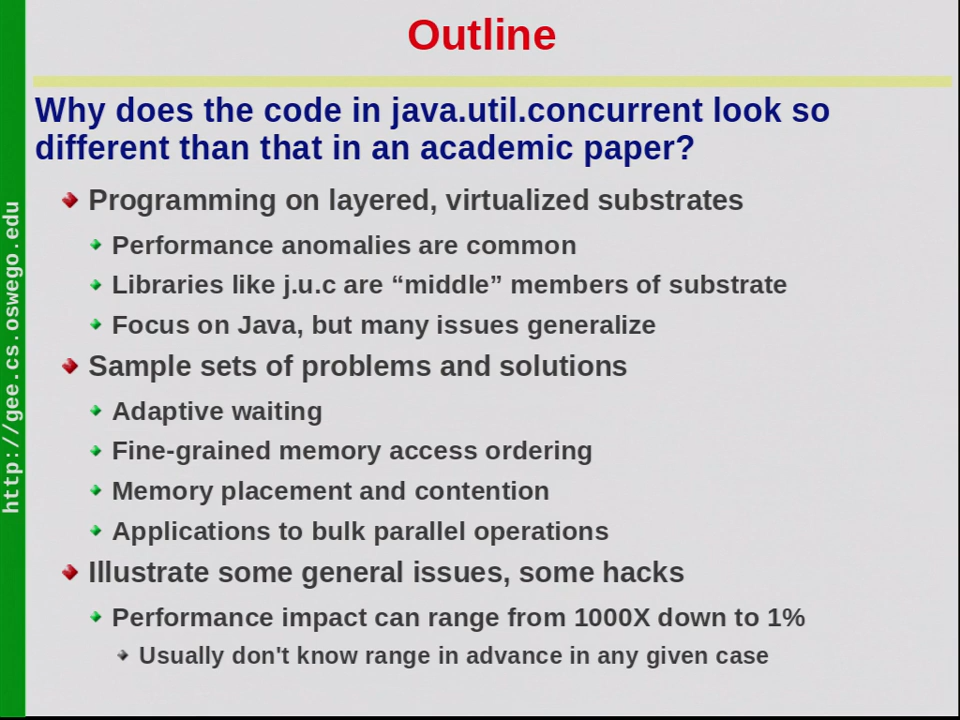 Outline
Why does the code in java.util.concurrent look so
different than that in an academic paper?
Programming on layered, virtualized substrates
Performance anomalies are common
Libraries like j.u.c are “middle” members of substrate
Focus on Java, but many issues generalize
Sample sets of problems and solutions
Adaptive waiting
Fine-grained memory access ordering
Memory placement and contention
Applications to bulk parallel operations
Illustrate some general issues, some hacks
Performance impact can range from 1000X down to 1%
Usually don't know range in advance in any given case
http://gee.cs.oswego.edu